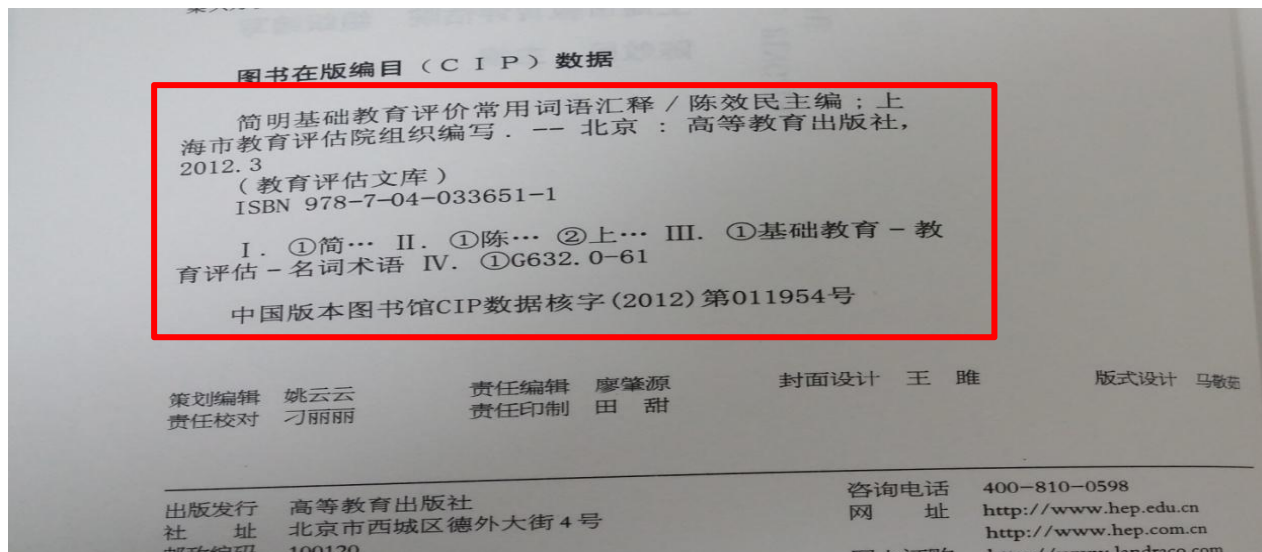 图书在版编目（CIP）数据
简明基础教育评价常用词语汇释 / 陈效民主编；上
海市教育评估院组织编写. -- 北京：高等教育出版社，
2012.3
（教育评估文库）
ISBN 978-7-04-033651-1
I. ①简… II. ①陈… ②上… III. ①基础教育－教
育评估－名词术语 IV. ①G632.0-61
中国版本图书馆CIP数据核字(2012)第011954号
策划编辑 姚云云 责任编辑 廖肇源 封面设计 王 雎 版式设计 马敬茹
责任校对 刁丽丽 责任印制 田 甜
出版发行 高等教育出版社 咨询电话 400-810-0598
社 址 北京市西城区德外大街4号 网 址 http://www.hep.edu.cn
http://www.hep.com.cn
邮政编码 100120